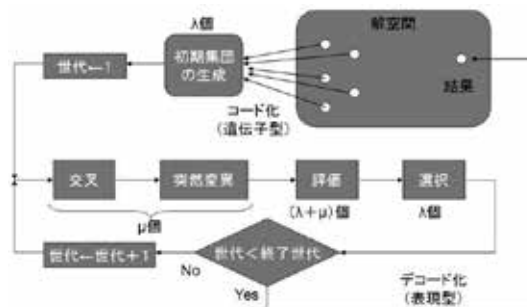 λ個
解空間
初期集団
の生成
世代←1
結果
コード化
(遺伝子型)
交叉
突然変異
評価
選択
μ個
(λ+μ)個
λ個
世代←世代+1
世代<終了世代
No
Yes
デコード化
(表現型)